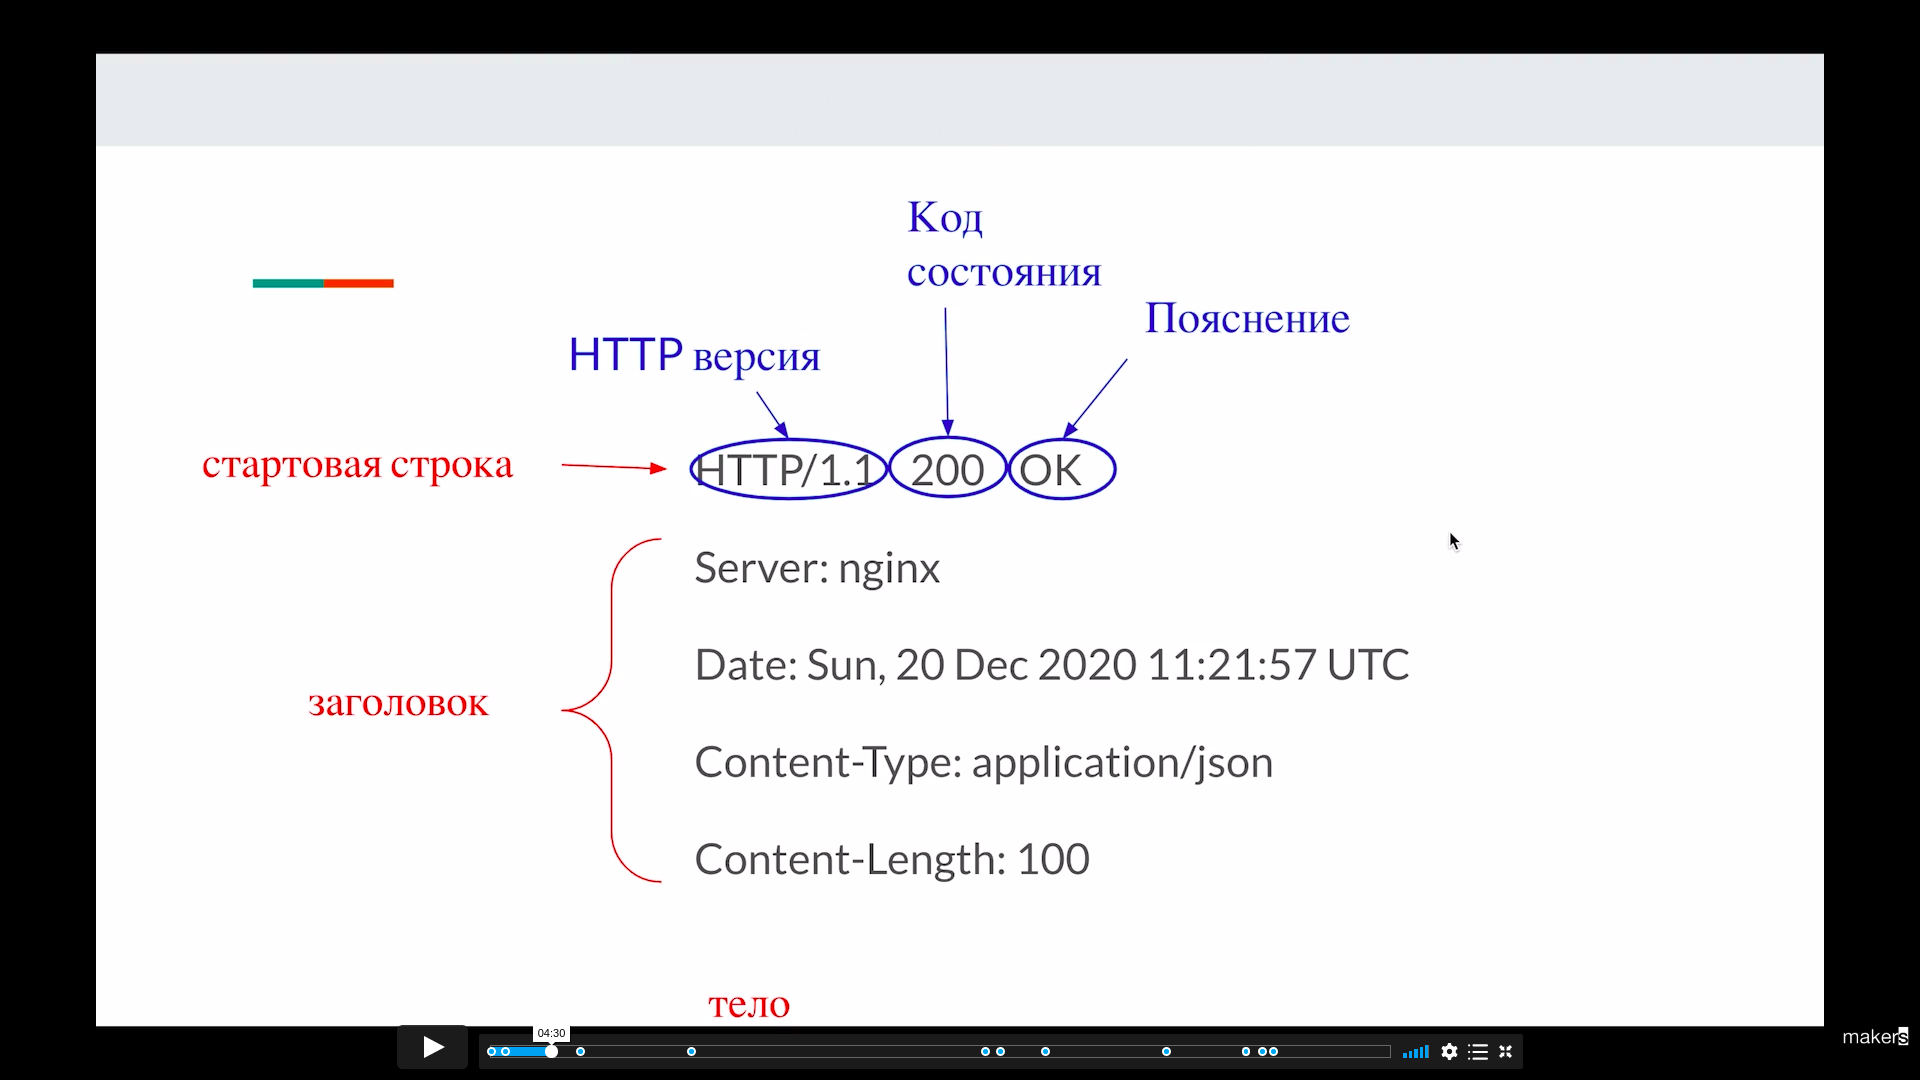 Код
состояния
Пояснение
HTTP версия
стартовая строка
HTTP/1.1 200 OK
Server: nginx
Date: Sun, 20 Dec 2020 11:21:57 UTC
заголовок
Content-Type: application/json
Content-Length: 100
тело
04:30
makers